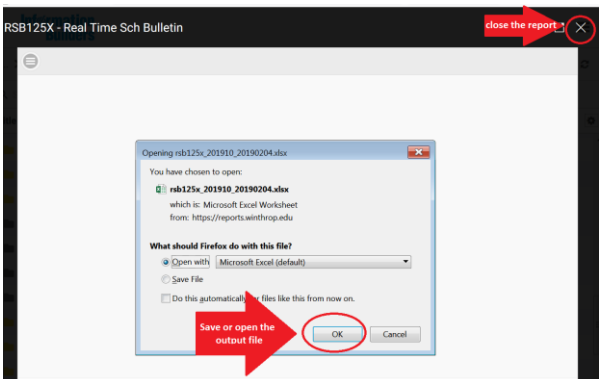 Information
Builders
RSB125X - Real Time Sch Bulletin
close the report
Opening rsb125x_201910_20190204.xlsx
You have chosen to open:
rsb125x_201910_20190204.xlsx
which is: Microsoft Excel Worksheet
from: https://reports.winthrop.edu
What should Firefox do with this file?
Open with Microsoft Excel (default)
Save File
Do this automatically for files like this from now on.
Save or open the
output file
OK Cancel